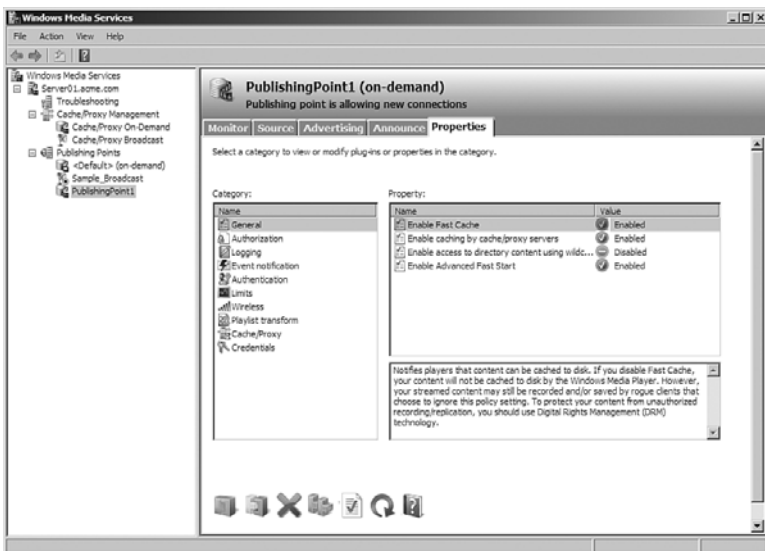 Windows Media Services
File Action View Help
Windows Media Services
Server01.acme.com
Troubleshooting
Cache/Proxy Management
Cache/Proxy On-Demand
Cache/Proxy Broadcast
Publishing Points
<Default> (on-demand)
Sample_Broadcast
PublishingPoint1
PublishingPoint1 (on-demand)
Publishing point is allowing new connections
Monitor Source Advertising Announce Properties
Select a category to view or modify plug-ins or properties in the category.
Category:
Name
General
Authorization
Logging
Event notification
Authentication
Limits
Wireless
Playlist transform
Cache/Proxy
Credentials
Property:
Name Value
Enable Fast Cache Enabled
Enable caching by cache/proxy servers Enabled
Enable access to directory content using wildc... Disabled
Enable Advanced Fast Start Enabled
Notifies players that content can be cached to disk. If you disable Fast Cache,
your content will not be cached to disk by the Windows Media Player. However,
your streamed content may still be recorded and/or saved by rogue clients that
choose to ignore this policy setting. To protect your content from unauthorized
recording/replication, you should use Digital Rights Management (DRM)
technology.